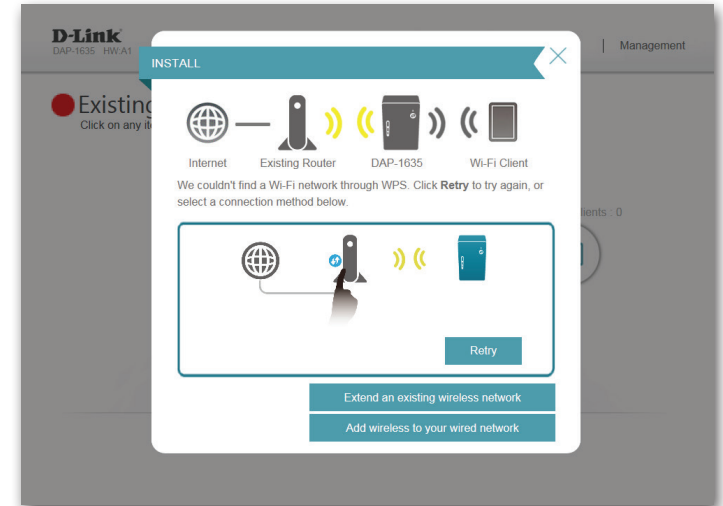 D-Link
DAP-1635 HW:A1
Management
INSTALL
Existing
Click on any
Internet
Existing Router
DAP-1635
Wi-Fi Client
We couldn't find a Wi-Fi network through WPS. Click Retry to try again, or
select a connection method below.
: 0
Retry
Extend an existing wireless network
Add wireless to your wired network